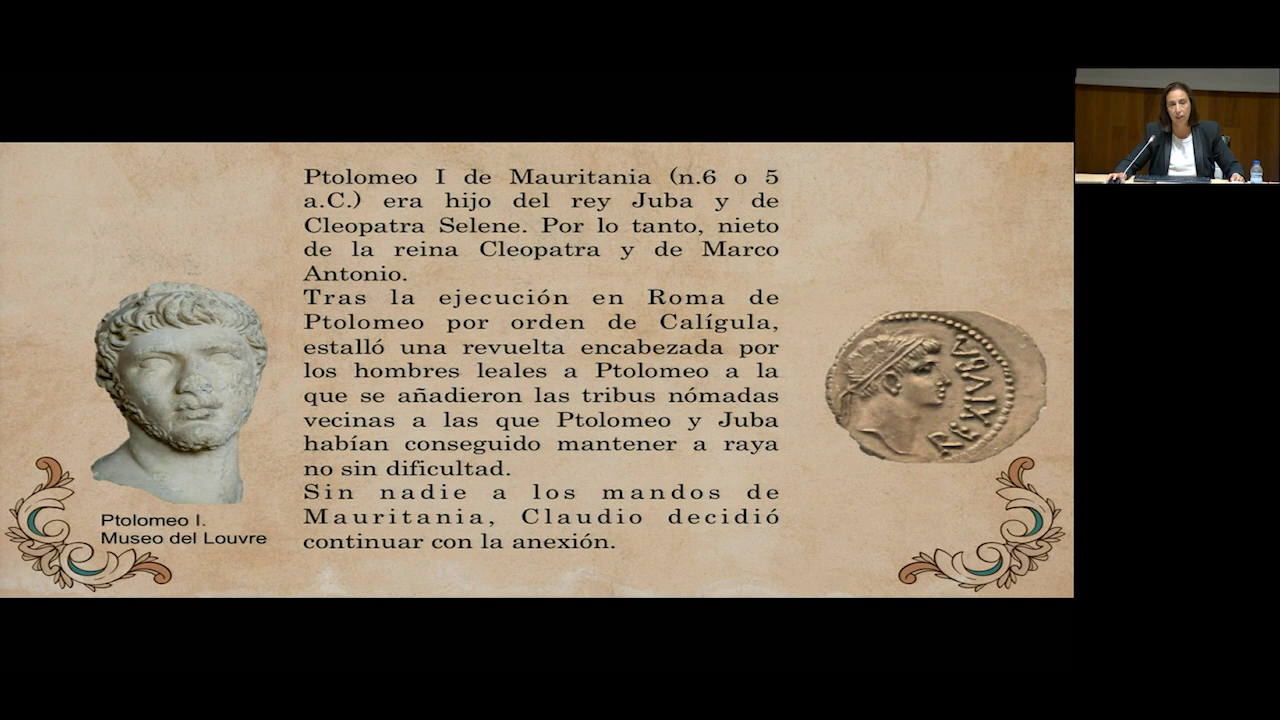 Ptolomeo I de Mauritania (n.6 o 5
a.C.) era hijo del rey Juba y de
Cleopatra Selene. Por lo tanto, nieto
de la reina Cleopatra y de Marco
Antonio.
Tras la ejecución en Roma de
Ptolomeo por orden de Calígula,
estalló una revuelta encabezada por
los hombres leales a Ptolomeo a la
que se añadieron las tribus nómadas
vecinas a las que Ptolomeo y Juba
habían conseguido mantener a raya
no sin dificultad.
Sin nadie a los mandos de
Mauritania, Claudio decidió
continuar con la anexión.
Ptolomeo I.
Museo del Louvre